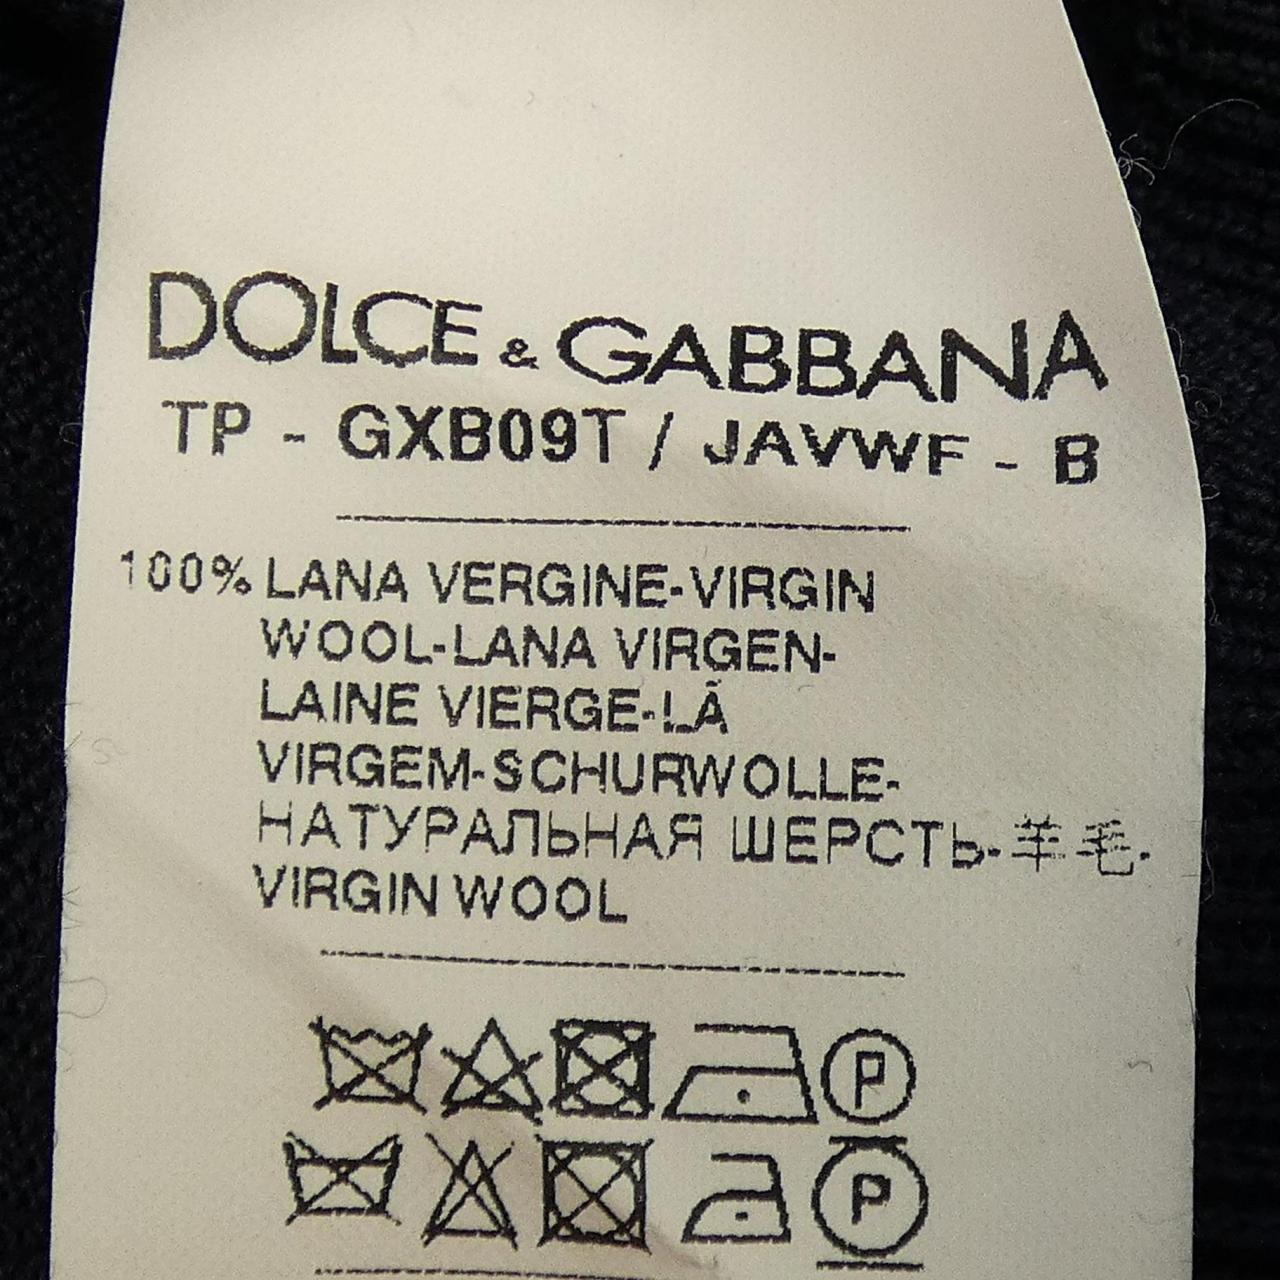 DOLCE & GABBANA
TP - GXB09T / JAVWF - B
100% LANA VERGINE-VIRGIN
WOOL-LANA VIRGEN-
LAINE VIERGE-LÃ
VIRGEM-SCHURWOLLE-
НАТУРАЛЬНАЯ ШЕРСТЬ-羊毛-
VIRGIN WOOL
P
P